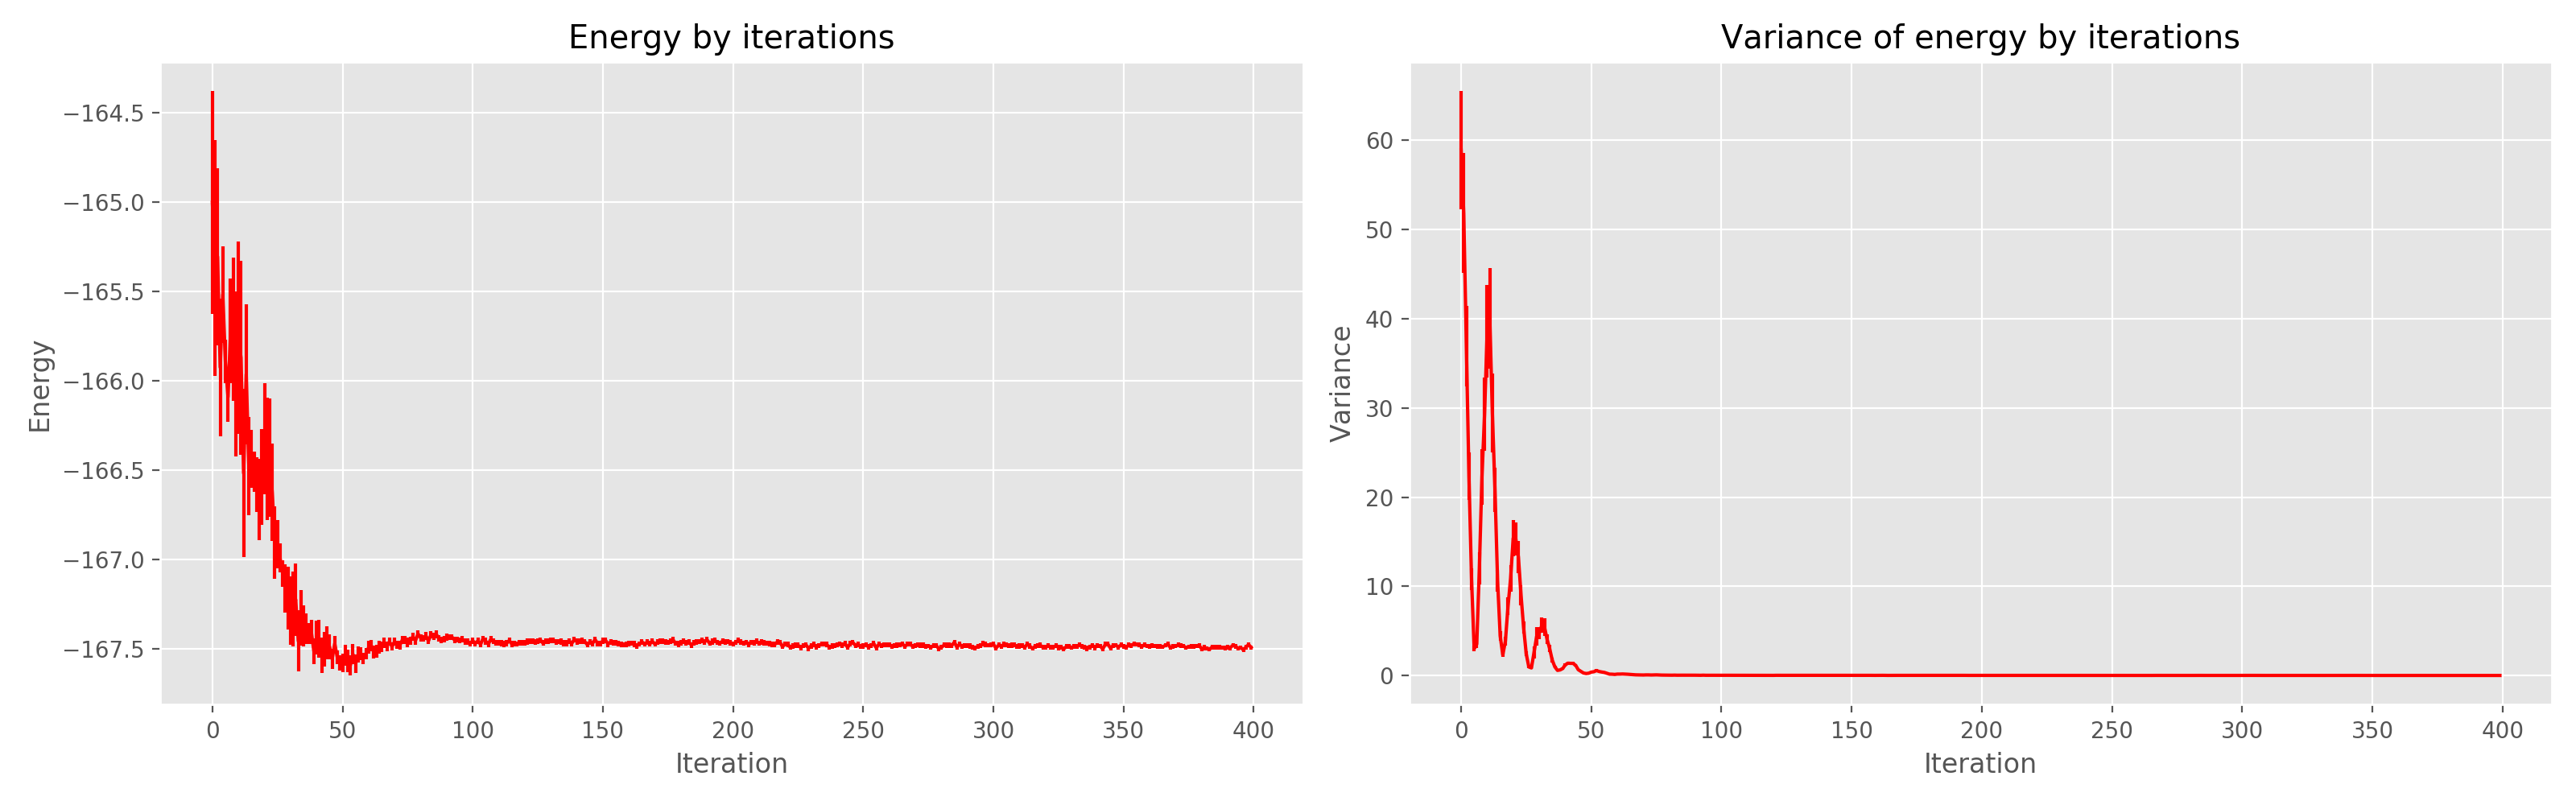 Energy by iterations
−164.5
−165.0
−165.5
−166.0
−166.5
−167.0
−167.5
Energy
0 50 100 150 200 250 300 350 400
Iteration
Variance of energy by iterations
60
50
40
30
20
10
0
Variance
0 50 100 150 200 250 300 350 400
Iteration